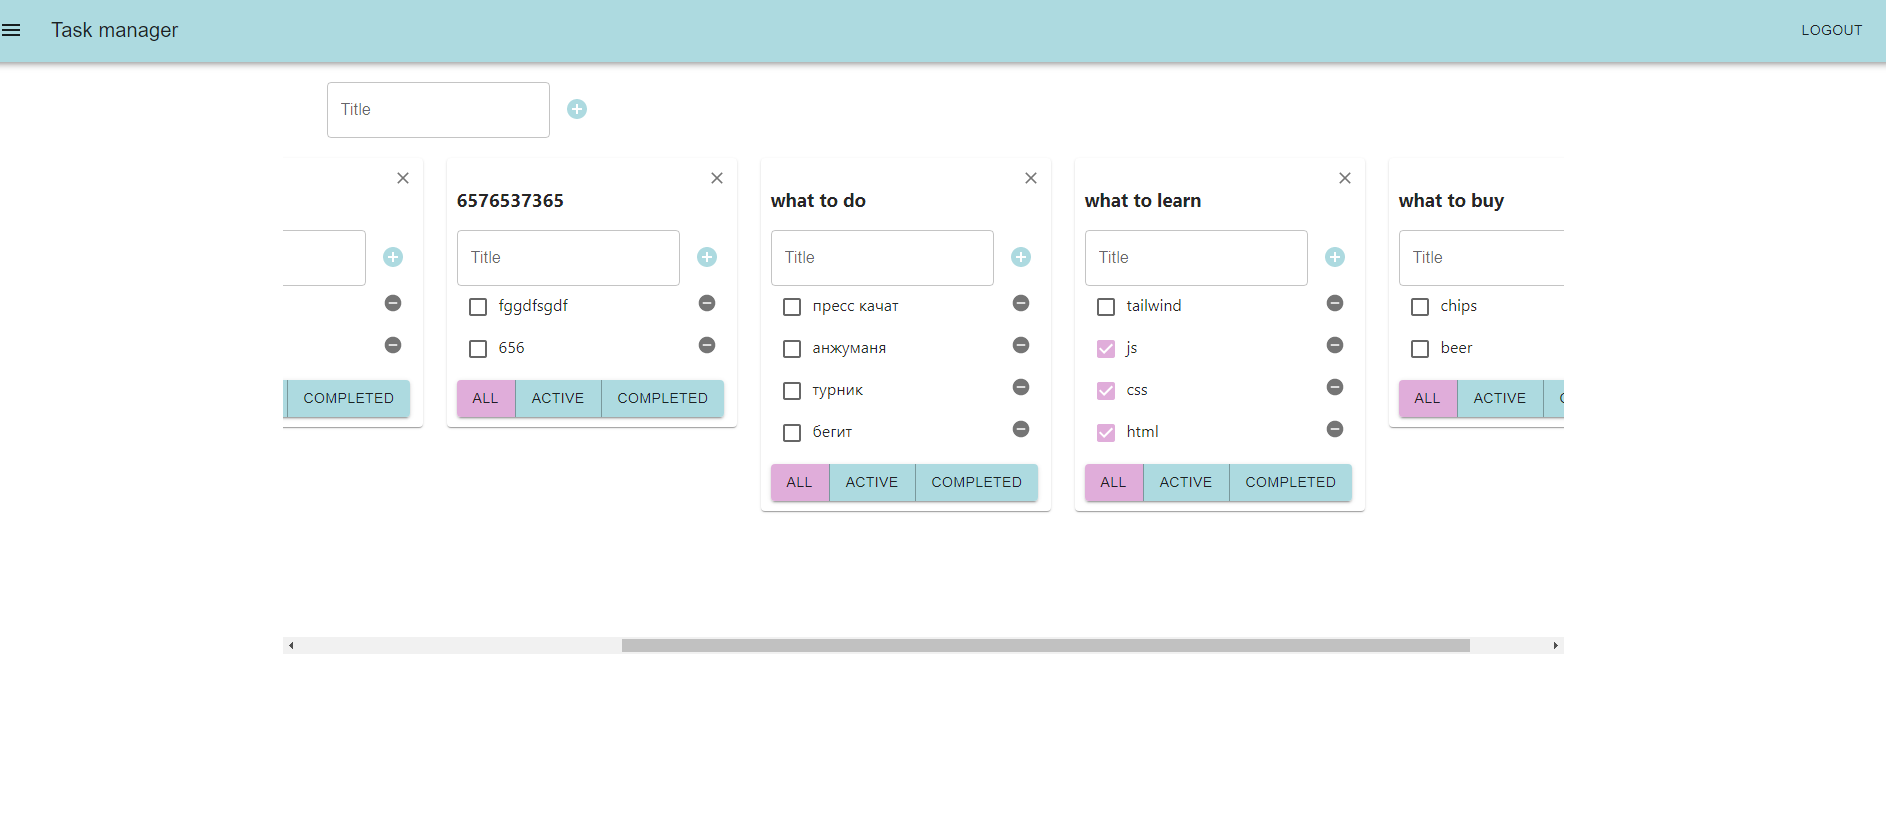 Task manager
LOGOUT
Title
COMPLETED
6576537365
Title
fggdfsgdf
656
ALL ACTIVE COMPLETED
what to do
Title
пресс качат
анжуманя
турник
бегит
ALL ACTIVE COMPLETED
what to learn
Title
tailwind
js
css
html
ALL ACTIVE COMPLETED
what to buy
Title
chips
beer
ALL ACTIVE